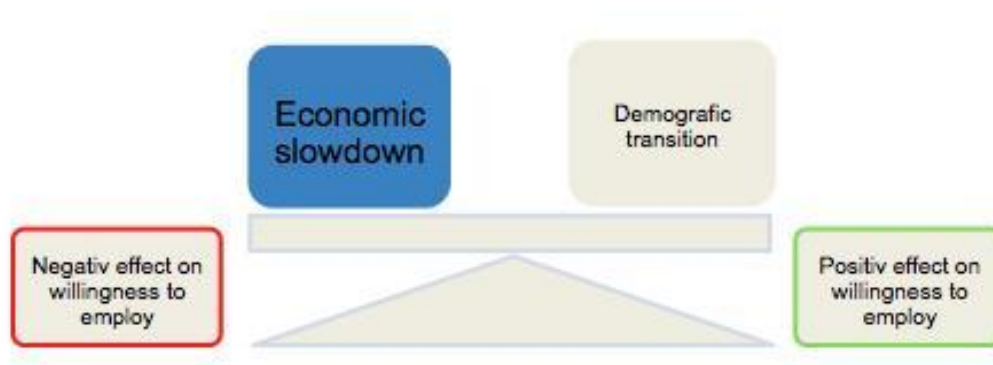 Economic
slowdown
Demografic
transition
Negativ effect on
willingness to
employ
Positiv effect on
willingness to
employ